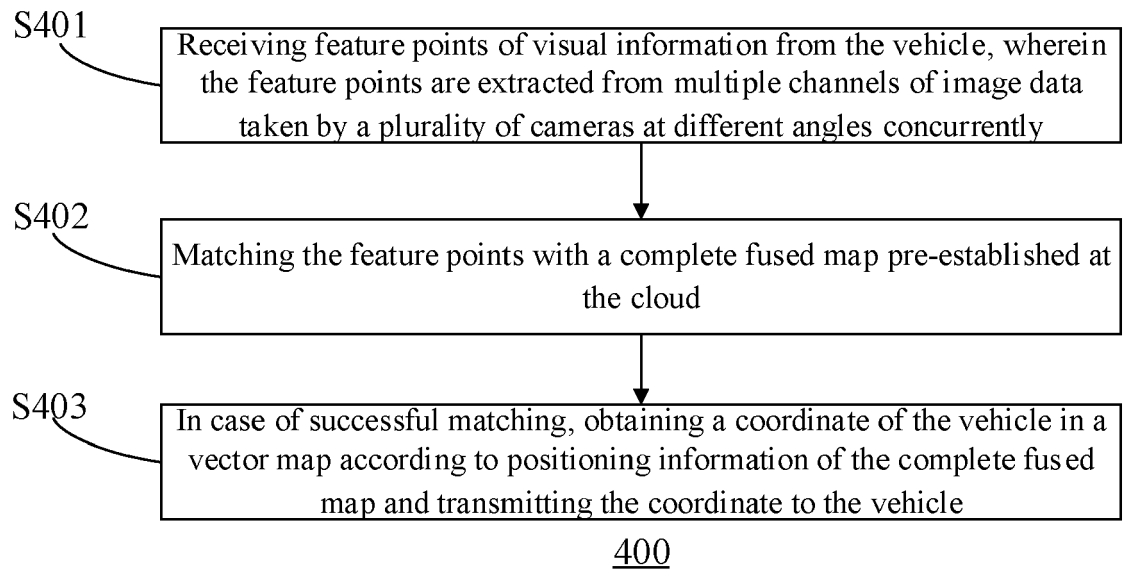 S401
Receiving feature points of visual information from the vehicle, wherein
the feature points are extracted from multiple channels of image data
taken by a plurality of cameras at different angles concurrently
S402
Matching the feature points with a complete fused map pre-established at
the cloud
S403
In case of successful matching, obtaining a coordinate of the vehicle in a
vector map according to positioning information of the complete fused
map and transmitting the coordinate to the vehicle
400